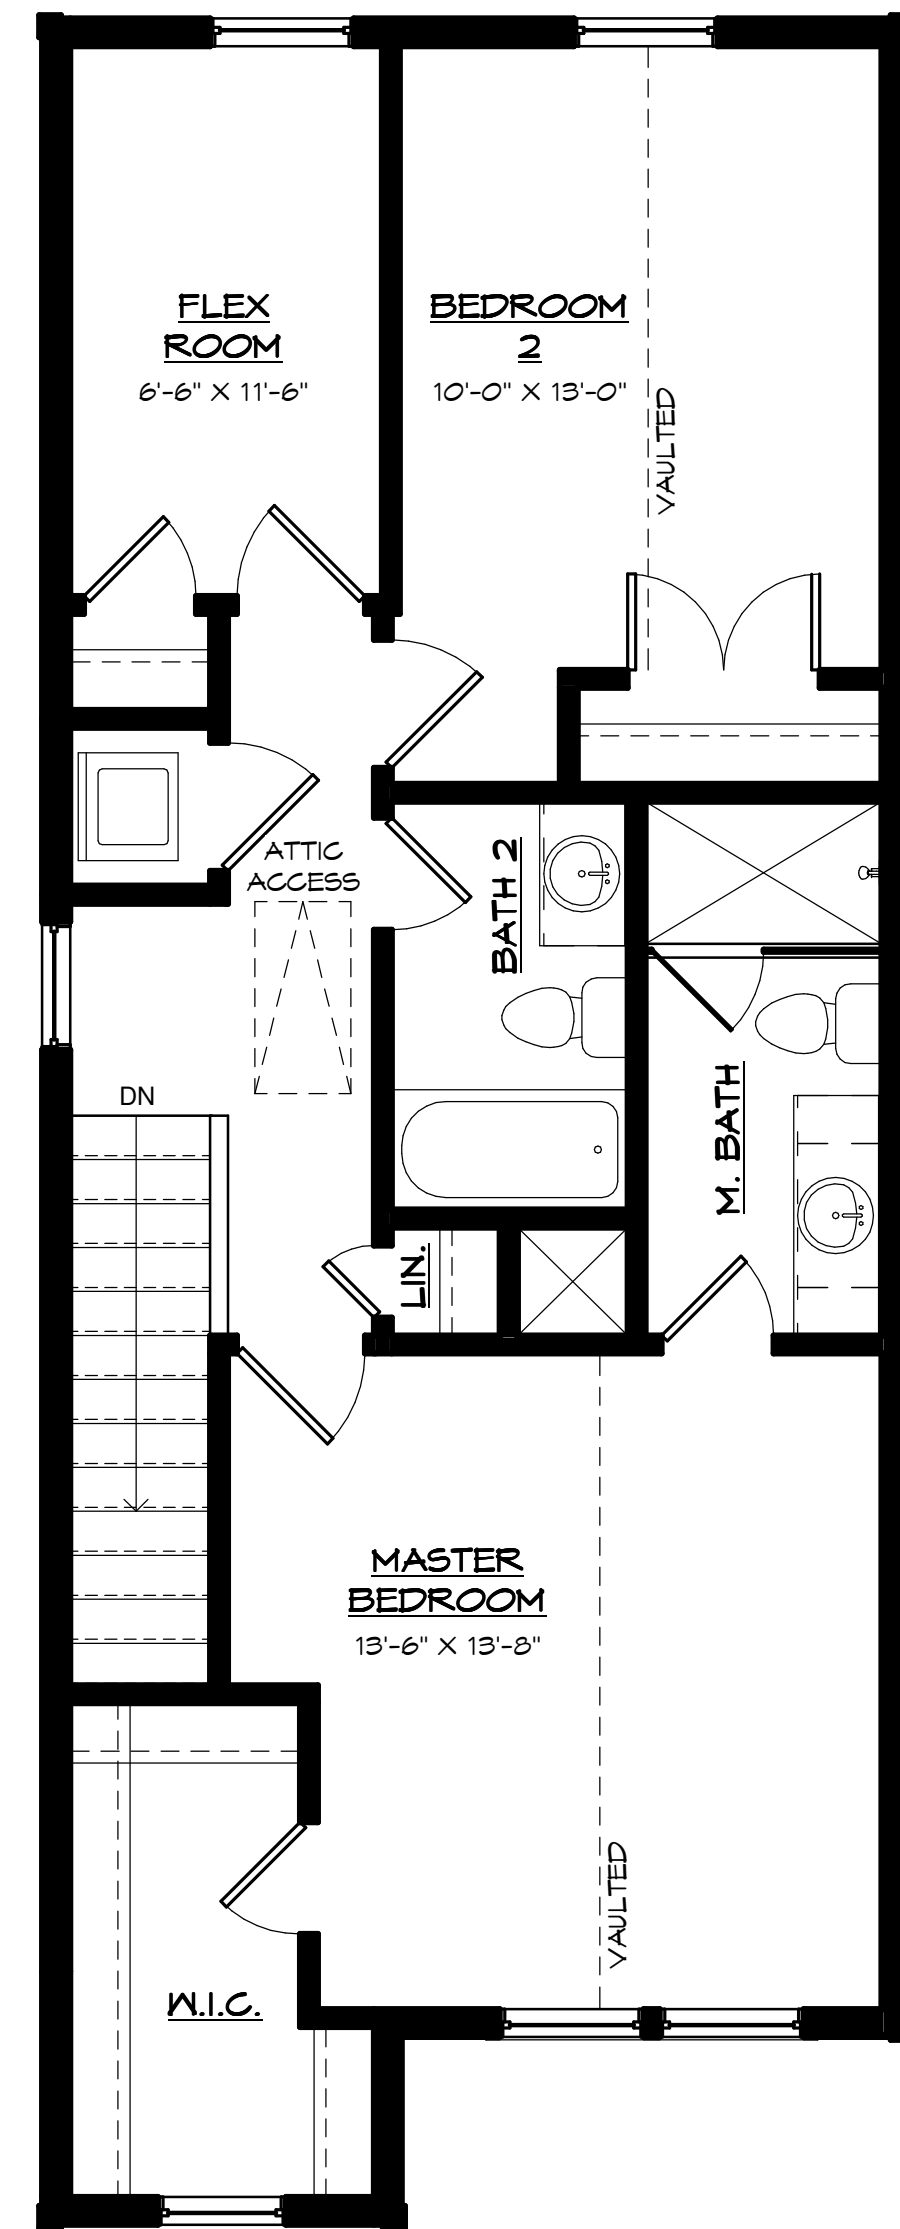 FLEX
ROOM
6'-6" X 11'-6"
BEDROOM
2
10'-0" X 13'-0"
VAULTED
ATTIC
ACCESS
BATH 2
DN
M. BATH
LIN.
MASTER
BEDROOM
13'-6" X 13'-8"
VAULTED
W.I.C.